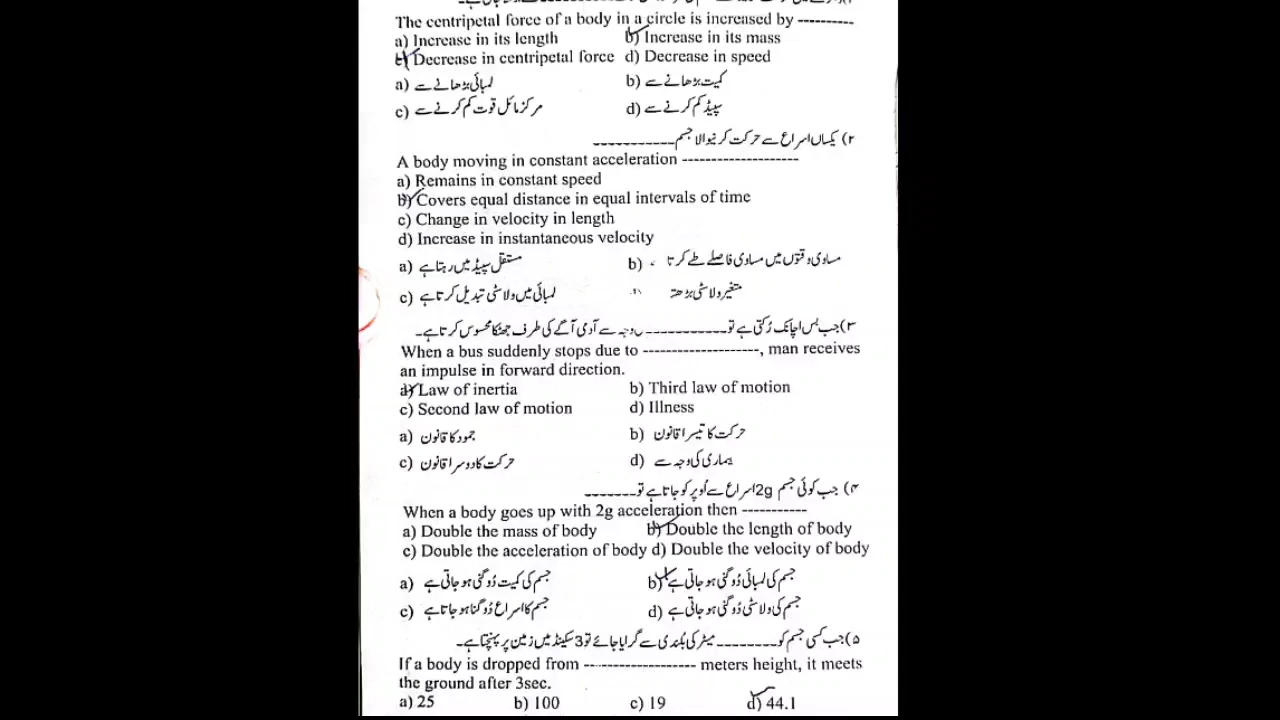 The centripetal force of a body in a circle is increased by ----------
a) Increase in its length b) Increase in its mass
c) Decrease in centripetal force d) Decrease in speed
a) لمبائی بڑھانے سے b) کمیت بڑھانے سے
c) مرکز مائل قوت کم کرنے سے d) سپیڈ کم کرنے سے
۲) یکساں اسراع سے حرکت کرنیوالا جسم -----------
A body moving in constant acceleration --------------------
a) Remains in constant speed
b) Covers equal distance in equal intervals of time
c) Change in velocity in length
d) Increase in instantaneous velocity
a) مستقل سپیڈ میں رہتا ہے b) مساوی وقتوں میں مساوی فاصلے طے کرتا
c) لمبائی میں ولاسٹی تبدیل کرتا ہے متغیر ولاسٹی بڑھتہ
۳) جب بس اچانک رُکتی ہے تو ----------- وجہ سے آدمی آگے کی طرف جھٹکا محسوس کرتا ہے۔
When a bus suddenly stops due to --------------------, man receives
an impulse in forward direction.
a) Law of inertia b) Third law of motion
c) Second law of motion d) Illness
a) جمود کا قانون b) حرکت کا تیسرا قانون
c) حرکت کا دوسرا قانون d) بیماری کی وجہ سے
۴) جب کوئی جسم 2g اسراع سے اُوپر کو جاتا ہے تو -------
When a body goes up with 2g acceleration then -----------
a) Double the mass of body b) Double the length of body
c) Double the acceleration of body d) Double the velocity of body
a) جسم کی کمیت دُوگنی ہو جاتی ہے b) جسم کی لمبائی دُوگنی ہو جاتی ہے
c) جسم کا اسراع دُوگنا ہو جاتا ہے d) جسم کی ولاسٹی دُوگنی ہو جاتی ہے
۵) جب کسی جسم کو ---------- میٹر کی بلندی سے گرایا جائے تو 3 سکینڈ میں زمین پر پہنچتا ہے۔
If a body is dropped from -------------------- meters height, it meets
the ground after 3sec.
a) 25 b) 100 c) 19 d) 44.1